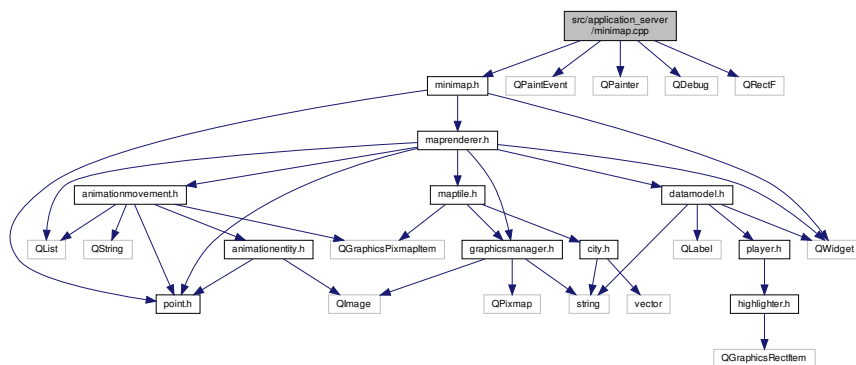 src/application_server
/minimap.cpp
minimap.h
QPaintEvent
QPainter
QDebug
QRectF
maprenderer.h
animationmovement.h
maptile.h
datamodel.h
QList
QString
animationentity.h
QGraphicsPixmapItem
graphicsmanager.h
city.h
QLabel
player.h
QWidget
point.h
QImage
QPixmap
string
vector
highlighter.h
QGraphicsRectItem